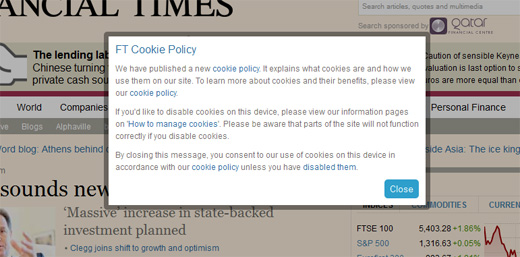 NANCIAL TIMES
Search articles, quotes and multimedia
Search sponsored by QATAR
FINANCIAL CENTRE
The lending lab
Chinese turning
private cash sou
Caution of sensible Keyne
valuation is last option to s
ros are more equal than o
FT Cookie Policy
We have published a new cookie policy. It explains what cookies are and how we
use them on our site. To learn more about cookies and their benefits, please view
our cookie policy.
If you'd like to disable cookies on this device, please view our information pages
on 'How to manage cookies'. Please be aware that parts of the site will not function
correctly if you disable cookies.
By closing this message, you consent to our use of cookies on this device in
accordance with our cookie policy unless you have disabled them.
Close
World Companies Personal Finance
ve Blogs Alphaville
Word blog: Athens behind side Asia: The ice king
m
sounds new
'Massive' increase in state-backed
investment planned
• Clegg joins shift to growth and optimism
INDICES COMMODITIES CURREN
FTSE 100 5,403.28 +1.86%
S&P 500 1,316.63 +0.05%